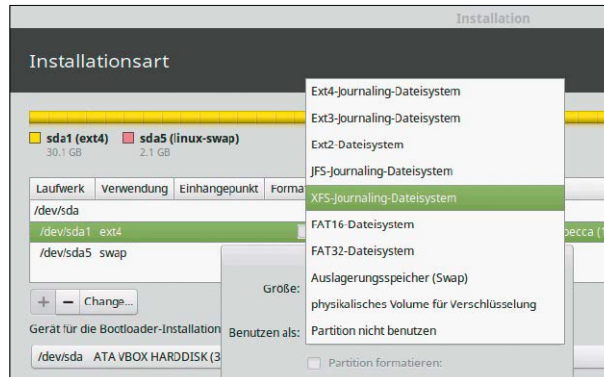 Installation
Installationsart
sda1 (ext4) sda5 (linux-swap)
30.1 GB 2.1 GB
Laufwerk Verwendung Einhängepunkt
/dev/sda
/dev/sda1 ext4
/dev/sda5 swap
+ − Change...
Gerät für die Bootloader-Installation
/dev/sda ATA VBOX HARDDISK (3
Größe:
Benutzen als:
Ext4-Journaling-Dateisystem
Ext3-Journaling-Dateisystem
Ext2-Dateisystem
JFS-Journaling-Dateisystem
XFS-Journaling-Dateisystem
FAT16-Dateisystem
FAT32-Dateisystem
Auslagerungsspeicher (Swap)
physikalisches Volume für Verschlüsselung
Partition nicht benutzen
Partition formatieren: